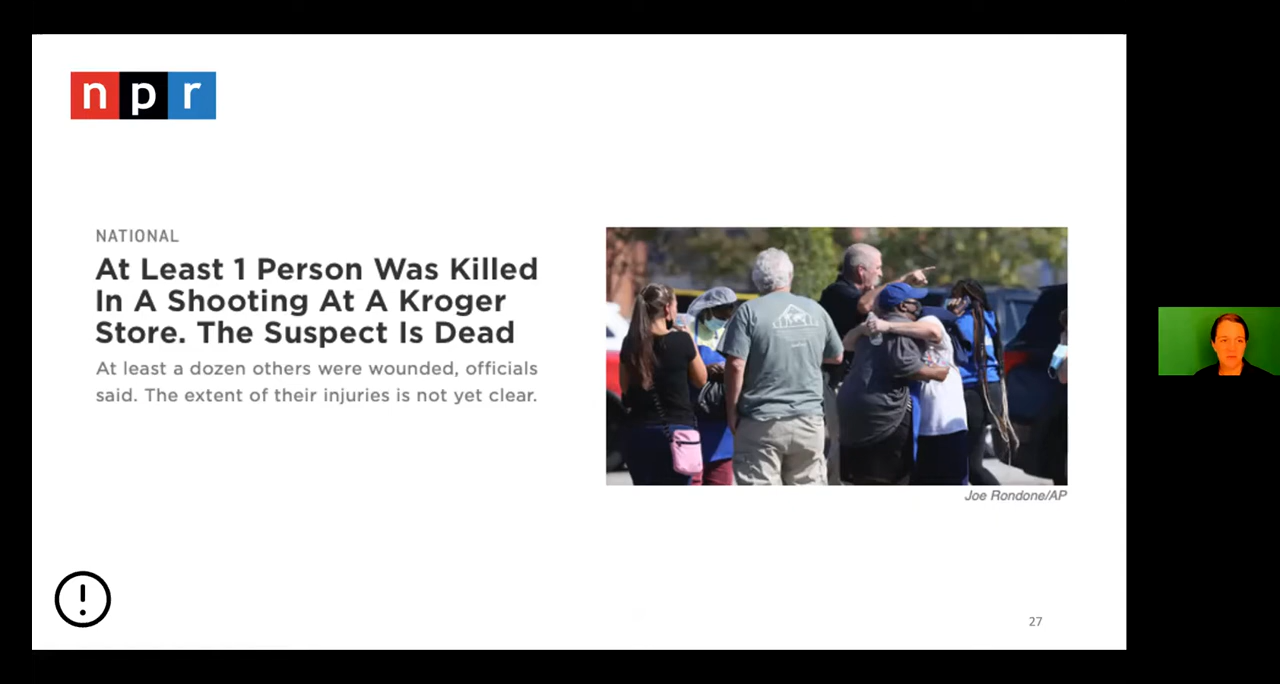 npr
NATIONAL
At Least 1 Person Was Killed
In A Shooting At A Kroger
Store. The Suspect Is Dead
At least a dozen others were wounded, officials
said. The extent of their injuries is not yet clear.
Joe Rondone/AP
!
27